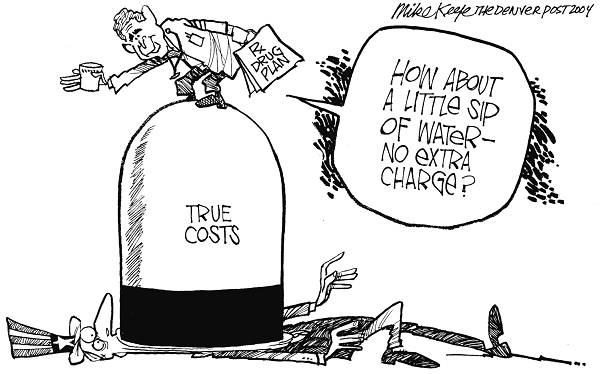 Mike Keefe THE DENVER POST 2004
RX
DRUG
PLAN
HOW ABOUT
A LITTLE SIP
OF WATER—
NO EXTRA
CHARGE?
TRUE
COSTS